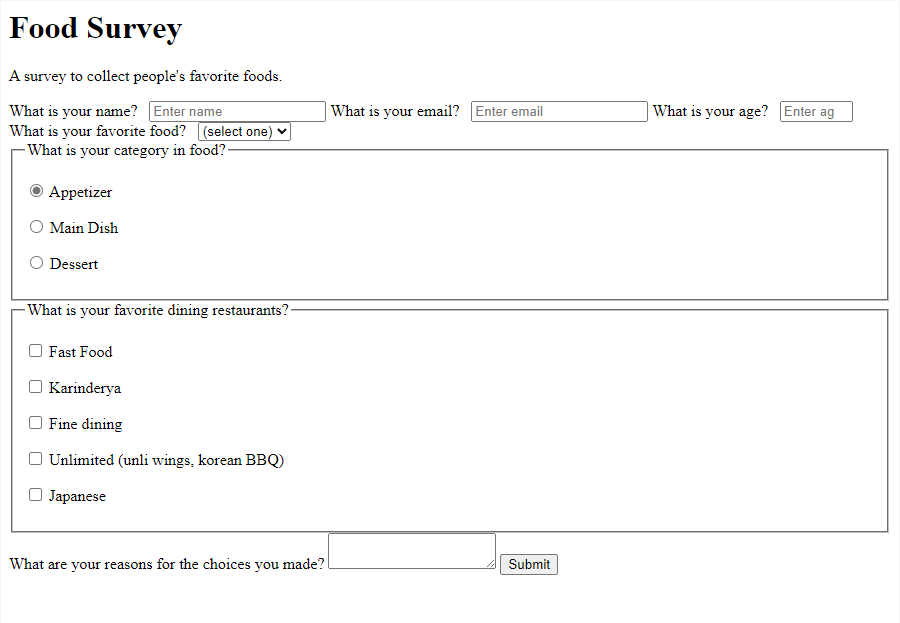 Food Survey
A survey to collect people's favorite foods.
What is your name? Enter name What is your email? Enter email What is your age? Enter ag
What is your favorite food? (select one)
What is your category in food?
Appetizer
Main Dish
Dessert
What is your favorite dining restaurants?
Fast Food
Karinderya
Fine dining
Unlimited (unli wings, korean BBQ)
Japanese
What are your reasons for the choices you made? Submit